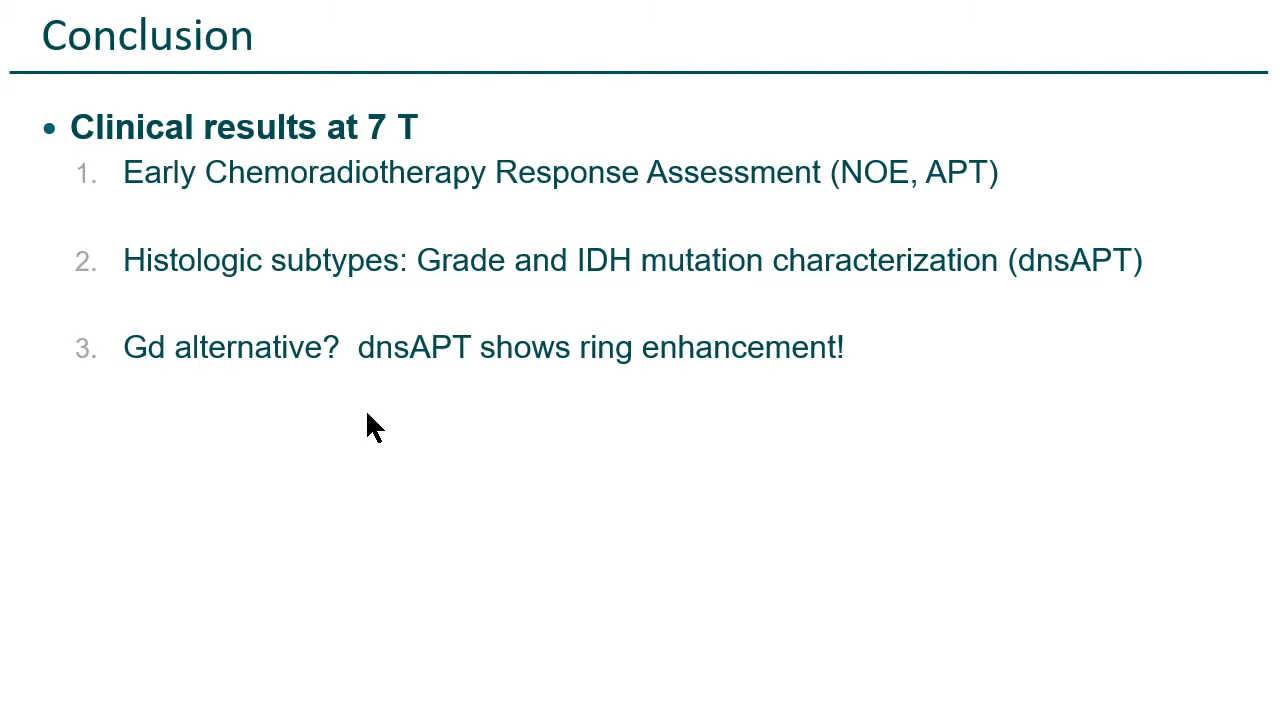 Conclusion
• Clinical results at 7 T
1. Early Chemoradiotherapy Response Assessment (NOE, APT)
2. Histologic subtypes: Grade and IDH mutation characterization (dnsAPT)
3. Gd alternative?  dnsAPT shows ring enhancement!